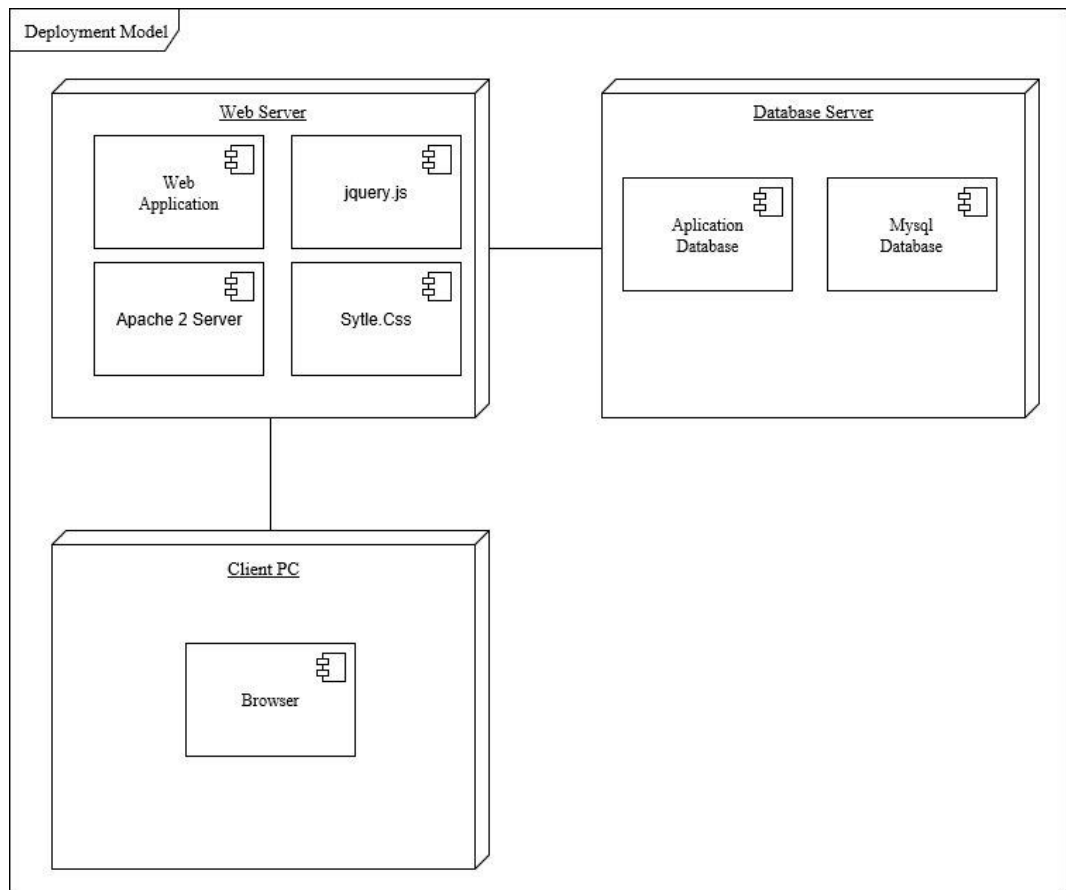 Deployment Model
Web Server
Web
Application
jquery.js
Apache 2 Server
Sytle.Css
Database Server
Aplication
Database
Mysql
Database
Client PC
Browser